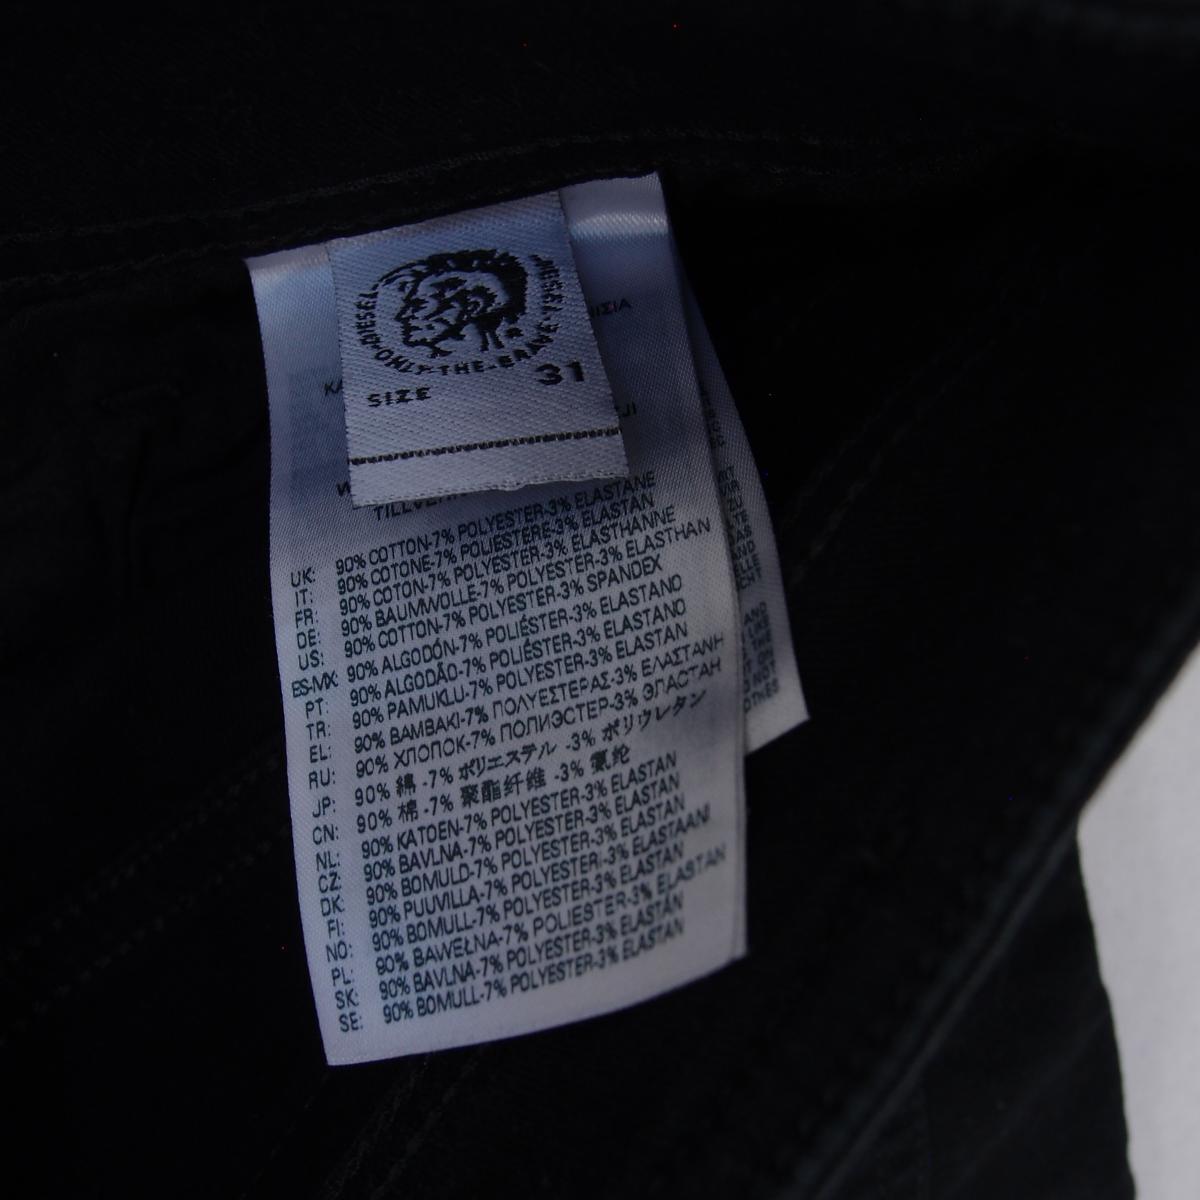 DIESEL
ONLY-THE-BRAVE
SIZE 31
UK: 90% COTTON-7% POLYESTER-3% ELASTANE
IT: 90% COTONE-7% POLIESTERE-3% ELASTAN
FR: 90% COTON-7% POLYESTER-3% ELASTHANNE
DE: 90% BAUMWOLLE-7% POLYESTER-3% ELASTHAN
US: 90% COTTON-7% POLYESTER-3% SPANDEX
ES-MX: 90% ALGODÓN-7% POLIÉSTER-3% ELASTANO
PT: 90% ALGODÃO-7% POLIÉSTER-3% ELASTANO
TR: 90% PAMUKLU-7% POLYESTER-3% ELASTAN
EL: 90% ΒΑΜΒΑΚΙ-7% ΠΟΛΥΕΣΤΕΡΑΣ-3% ΕΛΑΣΤΑΝΗ
RU: 90% ХЛОПОК-7% ПОЛИЭСТЕР-3% ЭЛАСТАН
JP: 90% 綿 -7% ポリエステル -3% ポリウレタン
CN: 90% 棉 -7% 聚酯纤维 -3% 氨纶
NL: 90% KATOEN-7% POLYESTER-3% ELASTAN
CZ: 90% BAVLNA-7% POLYESTER-3% ELASTAN
DK: 90% BOMULD-7% POLYESTER-3% ELASTAN
FI: 90% PUUVILLA-7% POLYESTER-3% ELASTAANI
NO: 90% BOMULL-7% POLYESTER-3% ELASTAN
PL: 90% BAWEŁNA-7% POLIESTER-3% ELASTAN
SK: 90% BAVLNA-7% POLYESTER-3% ELASTÁN
SE: 90% BOMULL-7% POLYESTER-3% ELASTAN